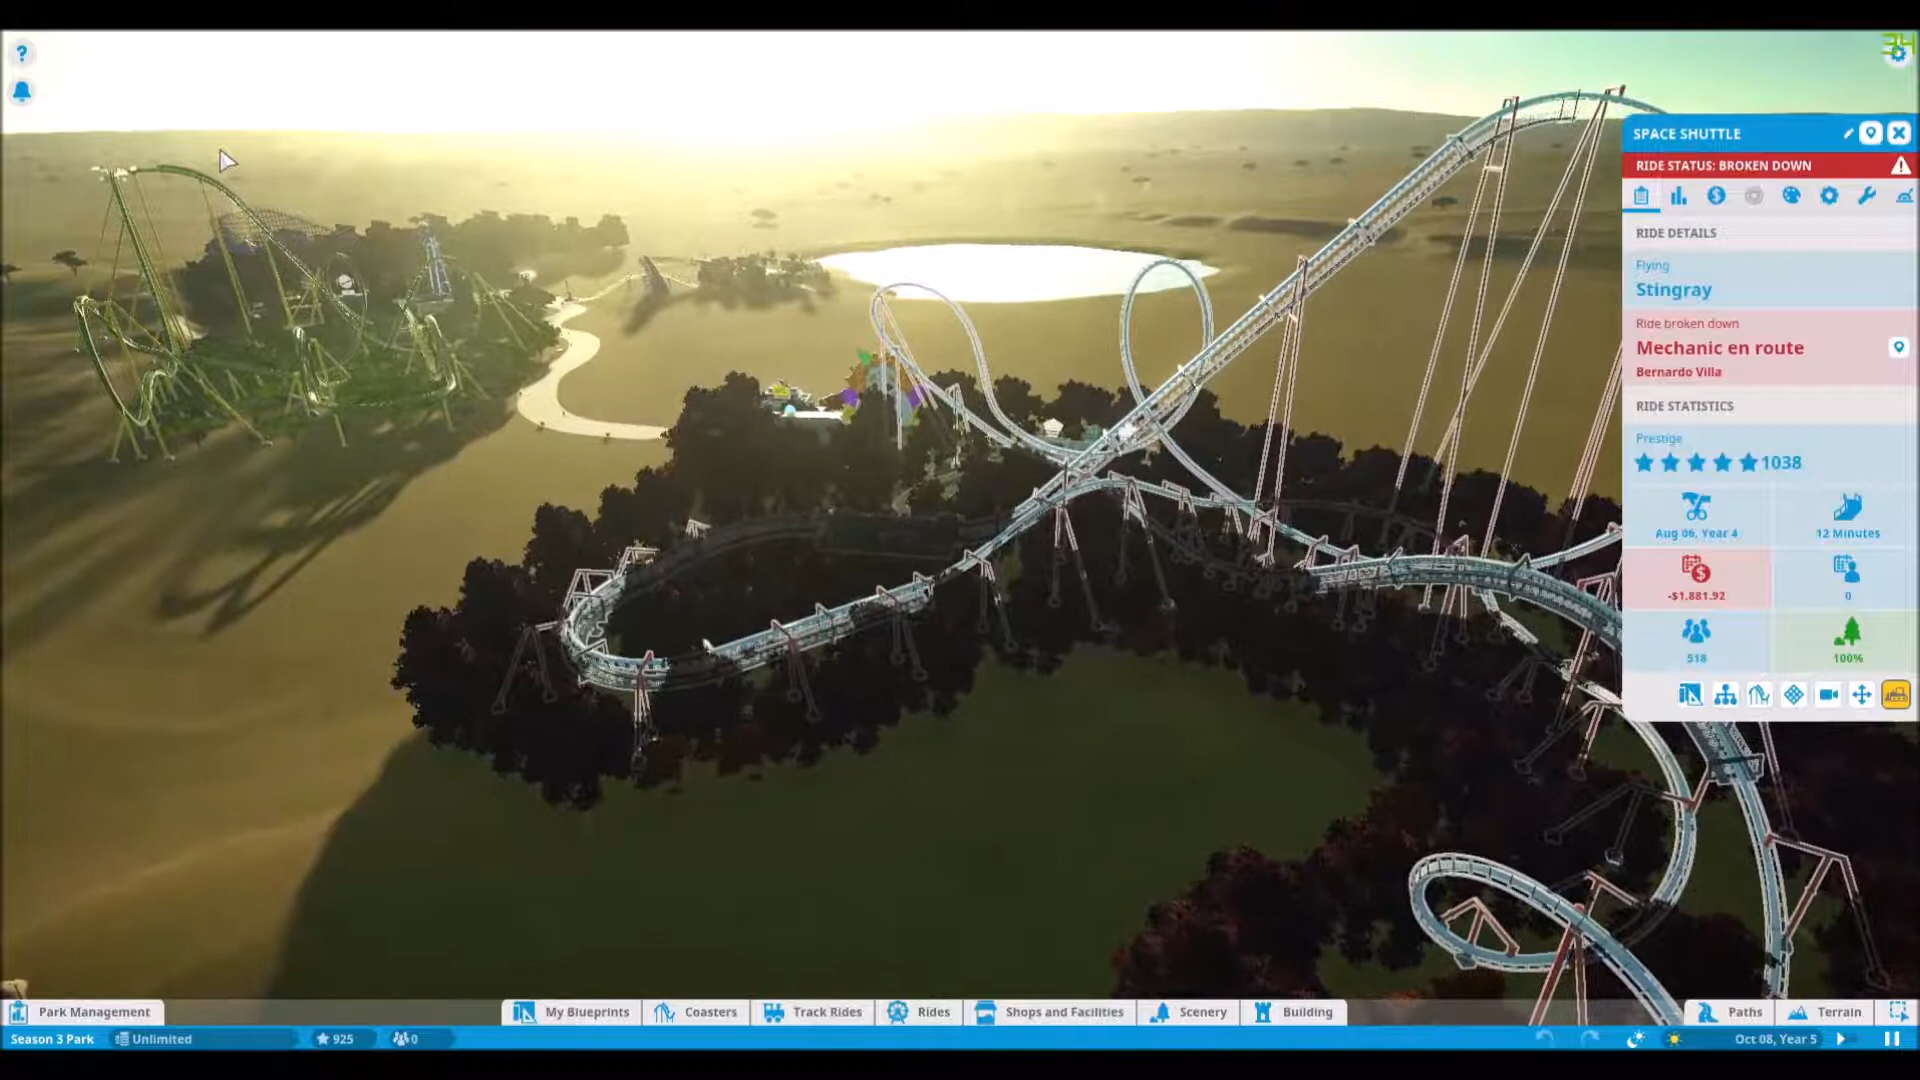 ?
34
SPACE SHUTTLE
RIDE STATUS: BROKEN DOWN
RIDE DETAILS
Flying
Stingray
Ride broken down
Mechanic en route
Bernardo Villa
RIDE STATISTICS
Prestige
1038
Aug 06, Year 4
12 Minutes
-$1,881.92
0
518
100%
Park Management
My Blueprints
Coasters
Track Rides
Rides
Shops and Facilities
Scenery
Building
Paths
Terrain
Season 3 Park
Unlimited
925
0
Oct 08, Year 5